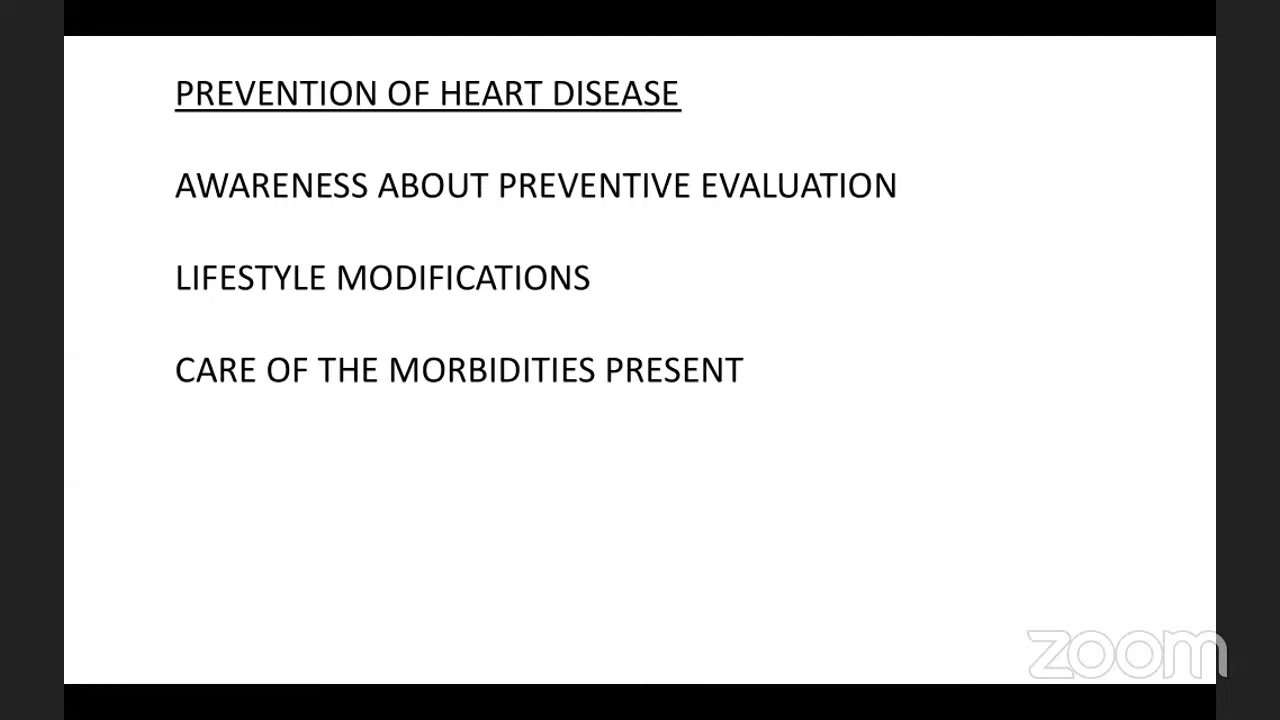 PREVENTION OF HEART DISEASE
AWARENESS ABOUT PREVENTIVE EVALUATION
LIFESTYLE MODIFICATIONS
CARE OF THE MORBIDITIES PRESENT
zoom